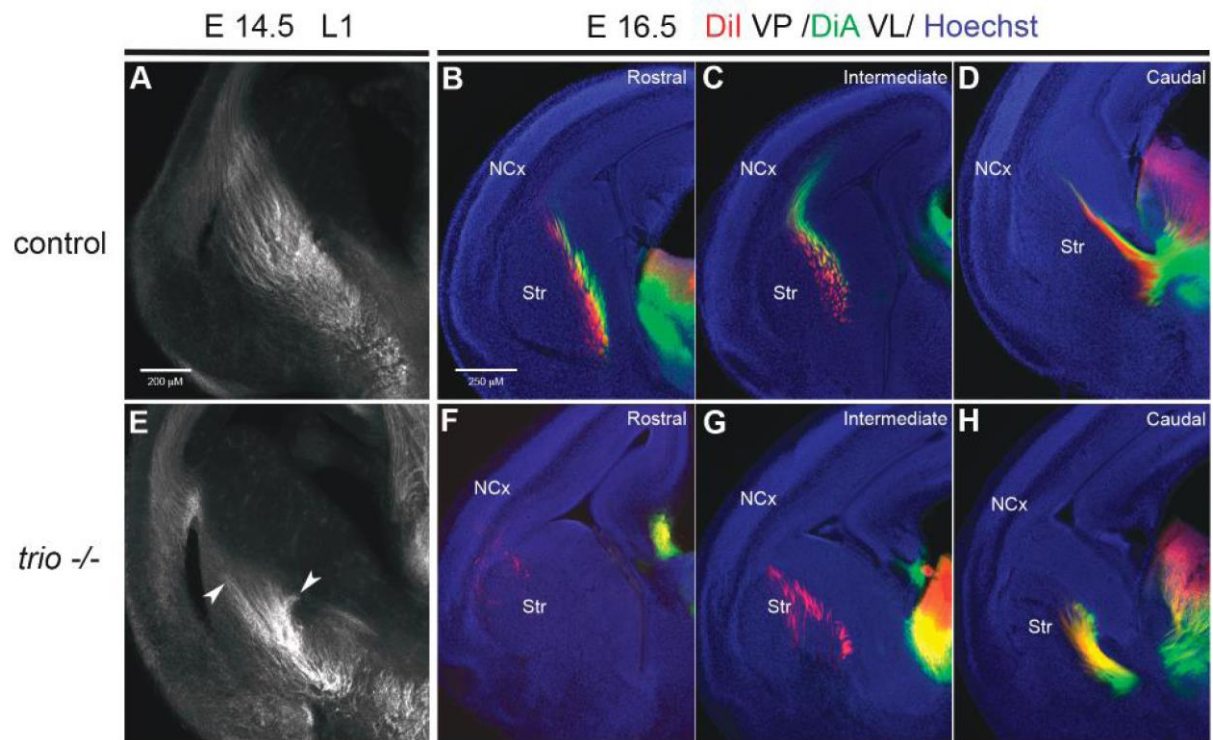 E 14.5 L1
E 16.5 DiI VP /DiA VL/ Hoechst
control
A
200 µM
B Rostral
NCx
Str
250 µM
C Intermediate
NCx
Str
D Caudal
NCx
Str
trio -/-
E
F Rostral
NCx
Str
G Intermediate
NCx
Str
H Caudal
NCx
Str